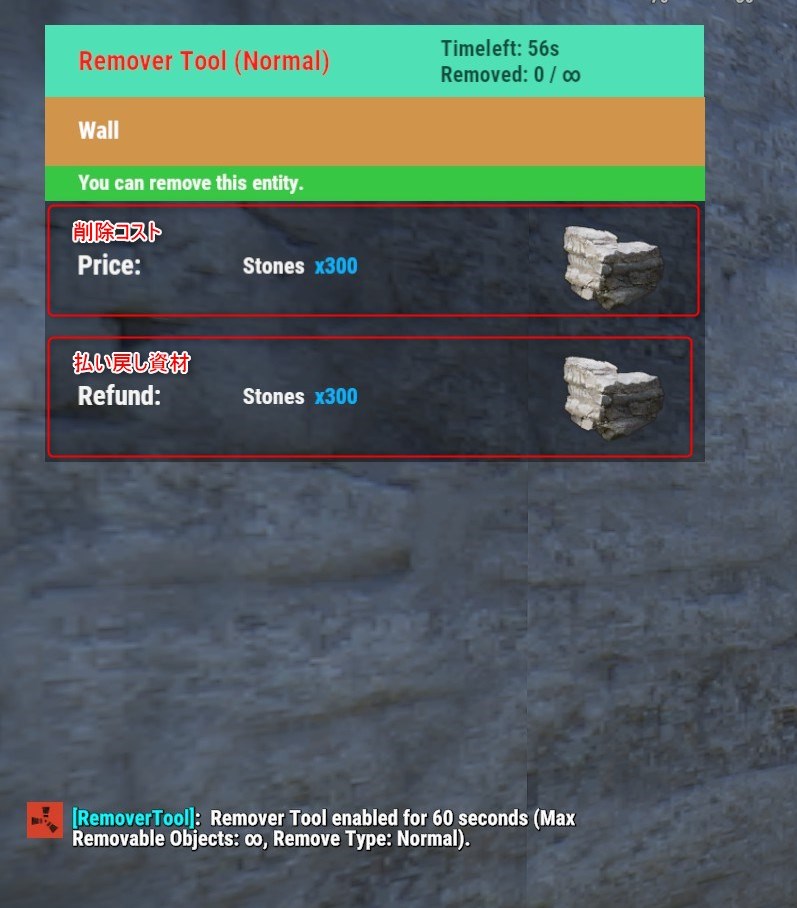 Remover Tool (Normal)
Timeleft: 56s
Removed: 0 / ∞
Wall
You can remove this entity.
削除コスト
Price:
Stones x300
払い戻し資材
Refund:
Stones x300
[RemoverTool]: Remover Tool enabled for 60 seconds (Max
Removable Objects: ∞, Remove Type: Normal).